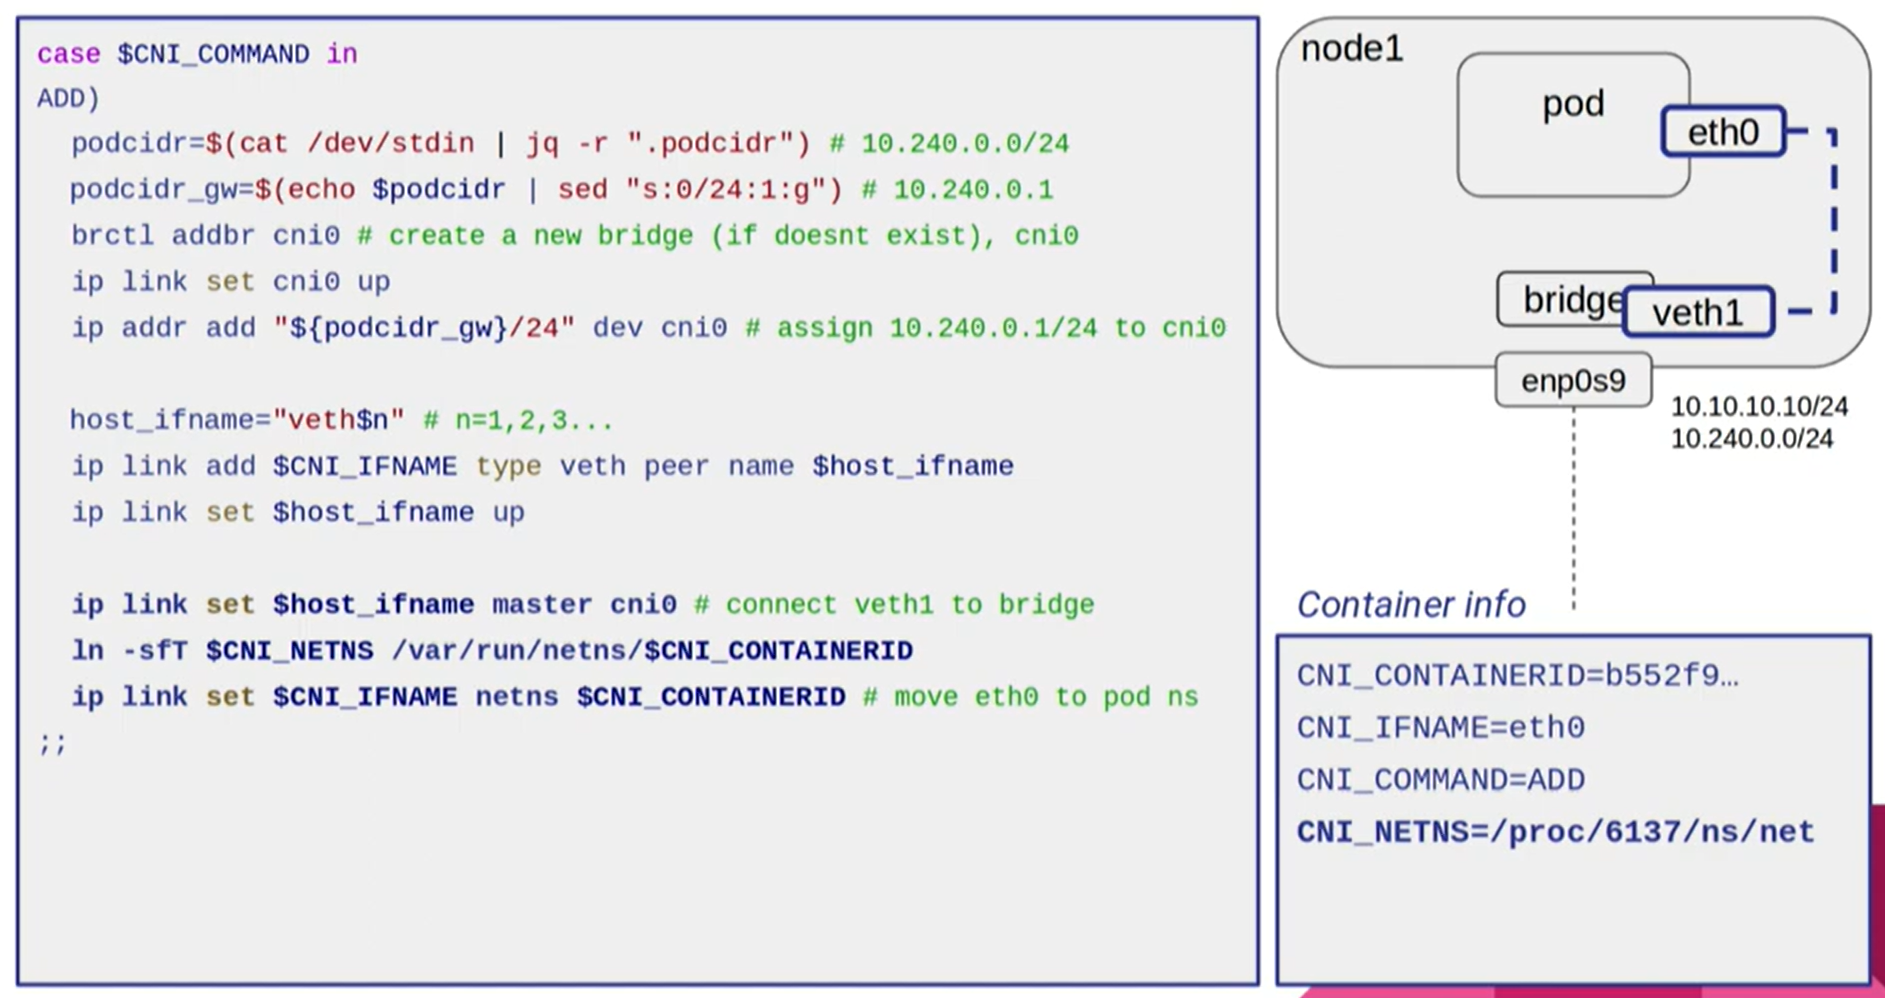 case $CNI_COMMAND in
ADD)
podcidr=$(cat /dev/stdin | jq -r ".podcidr") # 10.240.0.0/24
podcidr_gw=$(echo $podcidr | sed "s:0/24:1:g") # 10.240.0.1
brctl addbr cni0 # create a new bridge (if doesnt exist), cni0
ip link set cni0 up
ip addr add "${podcidr_gw}/24" dev cni0 # assign 10.240.0.1/24 to cni0
host_ifname="veth$n" # n=1,2,3...
ip link add $CNI_IFNAME type veth peer name $host_ifname
ip link set $host_ifname up
ip link set $host_ifname master cni0 # connect veth1 to bridge
ln -sfT $CNI_NETNS /var/run/netns/$CNI_CONTAINERID
ip link set $CNI_IFNAME netns $CNI_CONTAINERID # move eth0 to pod ns
;;
node1
pod
eth0
bridge
veth1
enp0s9
10.10.10.10/24
10.240.0.0/24
Container info
CNI_CONTAINERID=b552f9…
CNI_IFNAME=eth0
CNI_COMMAND=ADD
CNI_NETNS=/proc/6137/ns/net